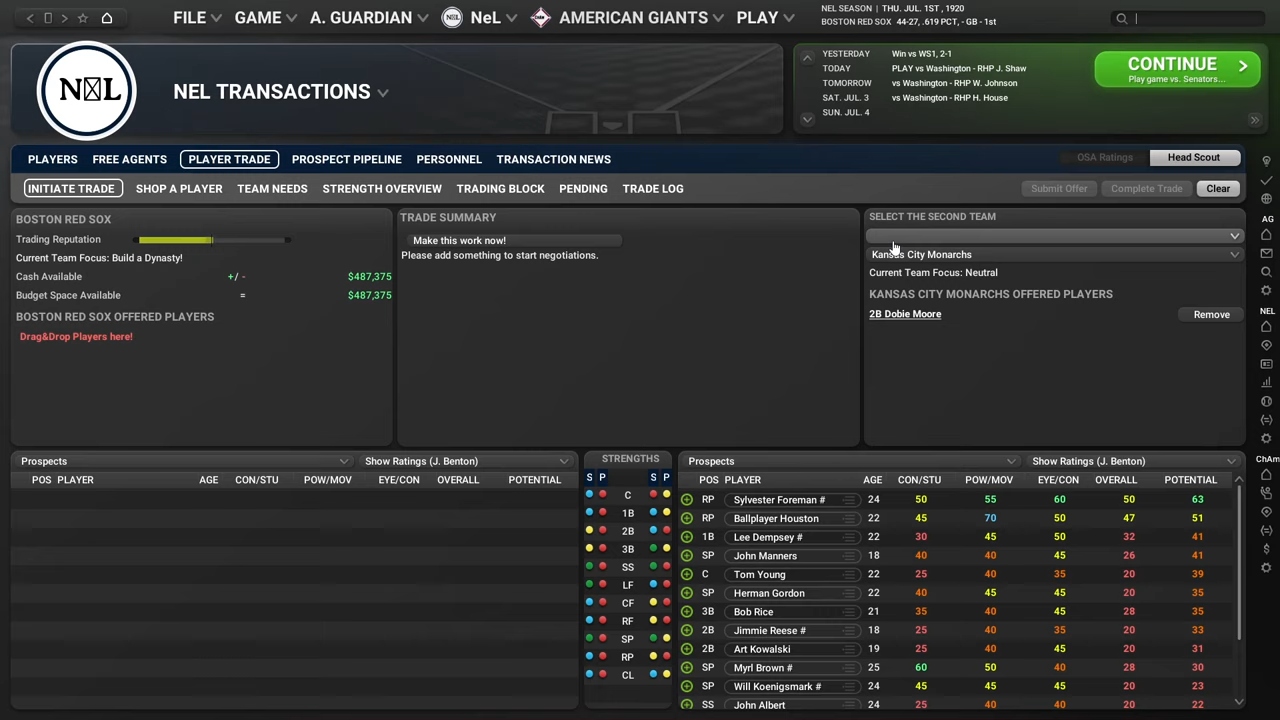 FILE GAME A. GUARDIAN NeL AMERICAN GIANTS PLAY
NEL SEASON | THU. JUL. 1ST , 1920
BOSTON RED SOX 44-27, .619 PCT, - GB - 1st
N☒L
NEL TRANSACTIONS
YESTERDAY Win vs WS1, 2-1
TODAY PLAY vs Washington - RHP J. Shaw
TOMORROW vs Washington - RHP W. Johnson
SAT. JUL. 3 vs Washington - RHP H. House
SUN. JUL. 4
CONTINUE
Play game vs. Senators...
PLAYERS FREE AGENTS PLAYER TRADE PROSPECT PIPELINE PERSONNEL TRANSACTION NEWS OSA Ratings Head Scout
INITIATE TRADE SHOP A PLAYER TEAM NEEDS STRENGTH OVERVIEW TRADING BLOCK PENDING TRADE LOG Submit Offer Complete Trade Clear
BOSTON RED SOX
Trading Reputation
Current Team Focus: Build a Dynasty!
Cash Available +/ - $487,375
Budget Space Available = $487,375
BOSTON RED SOX OFFERED PLAYERS
Drag&Drop Players here!
TRADE SUMMARY
Make this work now!
Please add something to start negotiations.
SELECT THE SECOND TEAM
Kansas City Monarchs
Current Team Focus: Neutral
KANSAS CITY MONARCHS OFFERED PLAYERS
2B Dobie Moore Remove
Prospects Show Ratings (J. Benton)
POS PLAYER AGE CON/STU POW/MOV EYE/CON OVERALL POTENTIAL
STRENGTHS
S P S P
C
1B
2B
3B
SS
LF
CF
RF
SP
RP
CL
Prospects Show Ratings (J. Benton)
POS PLAYER AGE CON/STU POW/MOV EYE/CON OVERALL POTENTIAL
RP Sylvester Foreman # 24 50 55 60 50 63
RP Ballplayer Houston 22 45 70 50 47 51
1B Lee Dempsey # 22 30 45 50 32 41
SP John Manners 18 40 40 45 26 41
C Tom Young 22 25 40 35 20 39
SP Herman Gordon 22 40 45 45 20 35
3B Bob Rice 21 35 40 45 28 35
2B Jimmie Reese # 18 25 40 35 20 33
2B Art Kowalski 19 25 40 45 20 31
SP Myrl Brown # 25 60 50 40 28 30
SP Will Koenigsmark # 24 45 45 45 20 23
SS John Albert 24 25 40 40 20 22
AG
NEL
ChAm